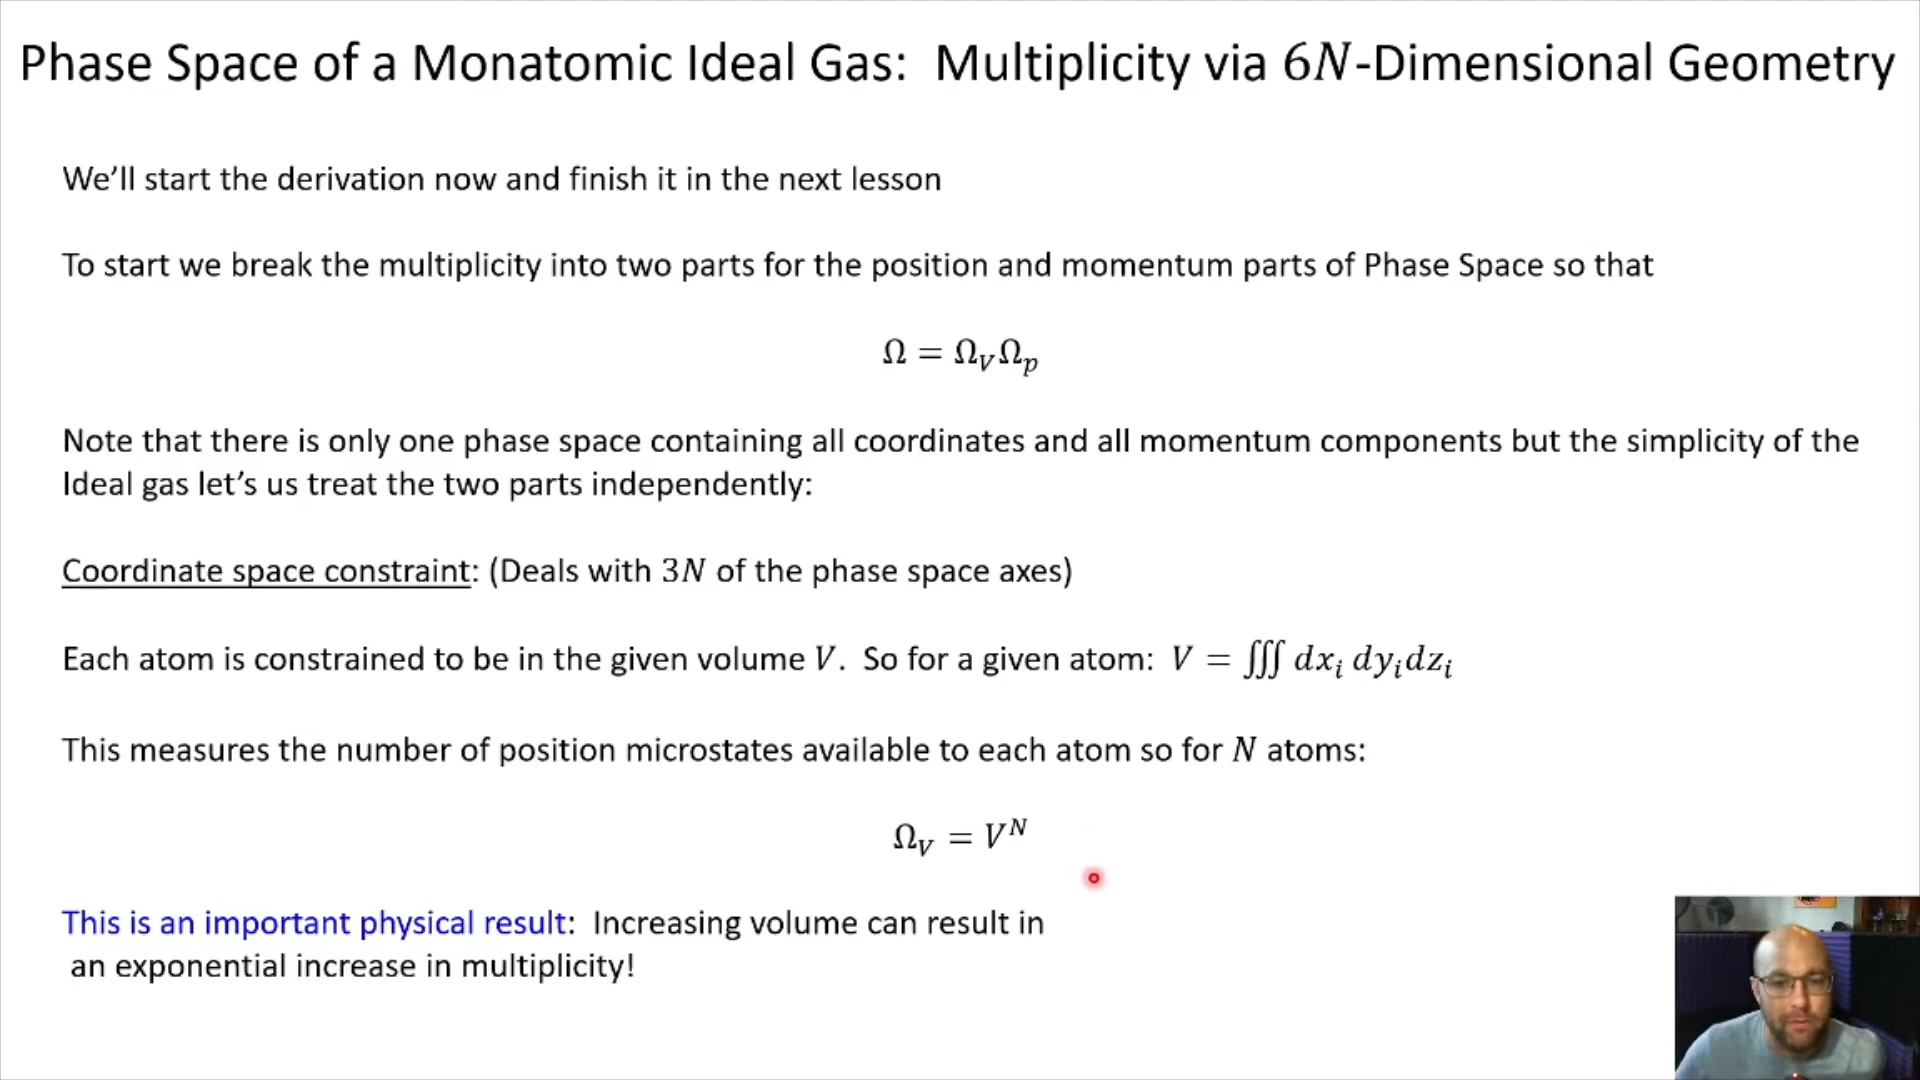 Phase Space of a Monatomic Ideal Gas:  Multiplicity via 6N-Dimensional Geometry
We'll start the derivation now and finish it in the next lesson
To start we break the multiplicity into two parts for the position and momentum parts of Phase Space so that
Ω = Ω_VΩ_p
Note that there is only one phase space containing all coordinates and all momentum components but the simplicity of the
Ideal gas let's us treat the two parts independently:
Coordinate space constraint: (Deals with 3N of the phase space axes)
Each atom is constrained to be in the given volume V.  So for a given atom:  V = ∭ dx_i dy_i dz_i
This measures the number of position microstates available to each atom so for N atoms:
Ω_V = V^N
This is an important physical result:  Increasing volume can result in
an exponential increase in multiplicity!